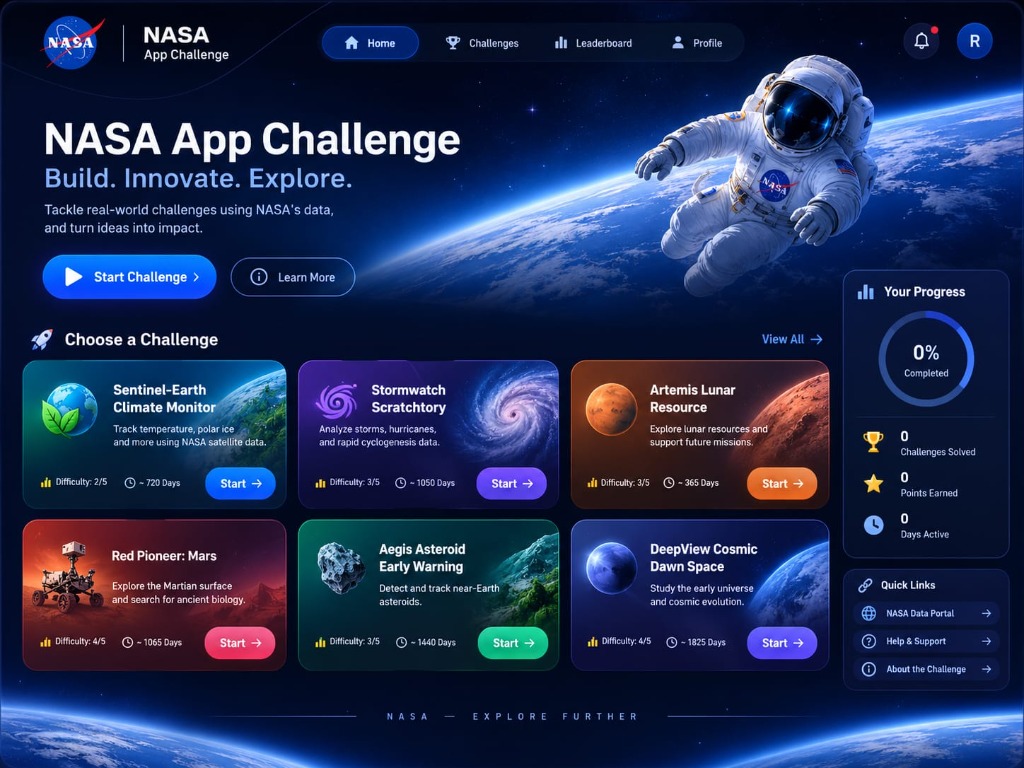 NASA
NASA
App Challenge
Home
Challenges
Leaderboard
Profile
R
NASA App Challenge
Build. Innovate. Explore.
Tackle real-world challenges using NASA's data,
and turn ideas into impact.
Start Challenge
Learn More
NASA
Choose a Challenge
View All
Sentinel-Earth
Climate Monitor
Track temperature, polar ice
and more using NASA satellite data.
Difficulty: 2/5
~ 720 Days
Start
Stormwatch
Scratchtory
Analyze storms, hurricanes,
and rapid cyclogenesis data.
Difficulty: 3/5
~ 1050 Days
Start
Artemis Lunar
Resource
Explore lunar resources and
support future missions.
Difficulty: 3/5
~ 365 Days
Start
Red Pioneer: Mars
Explore the Martian surface
and search for ancient biology.
Difficulty: 4/5
~ 1065 Days
Start
Aegis Asteroid
Early Warning
Detect and track near-Earth
asteroids.
Difficulty: 3/5
~ 1440 Days
Start
DeepView Cosmic
Dawn Space
Study the early universe
and cosmic evolution.
Difficulty: 4/5
~ 1825 Days
Start
Your Progress
0%
Completed
0
Challenges Solved
0
Points Earned
0
Days Active
Quick Links
NASA Data Portal
Help & Support
About the Challenge
NASA — EXPLORE FURTHER